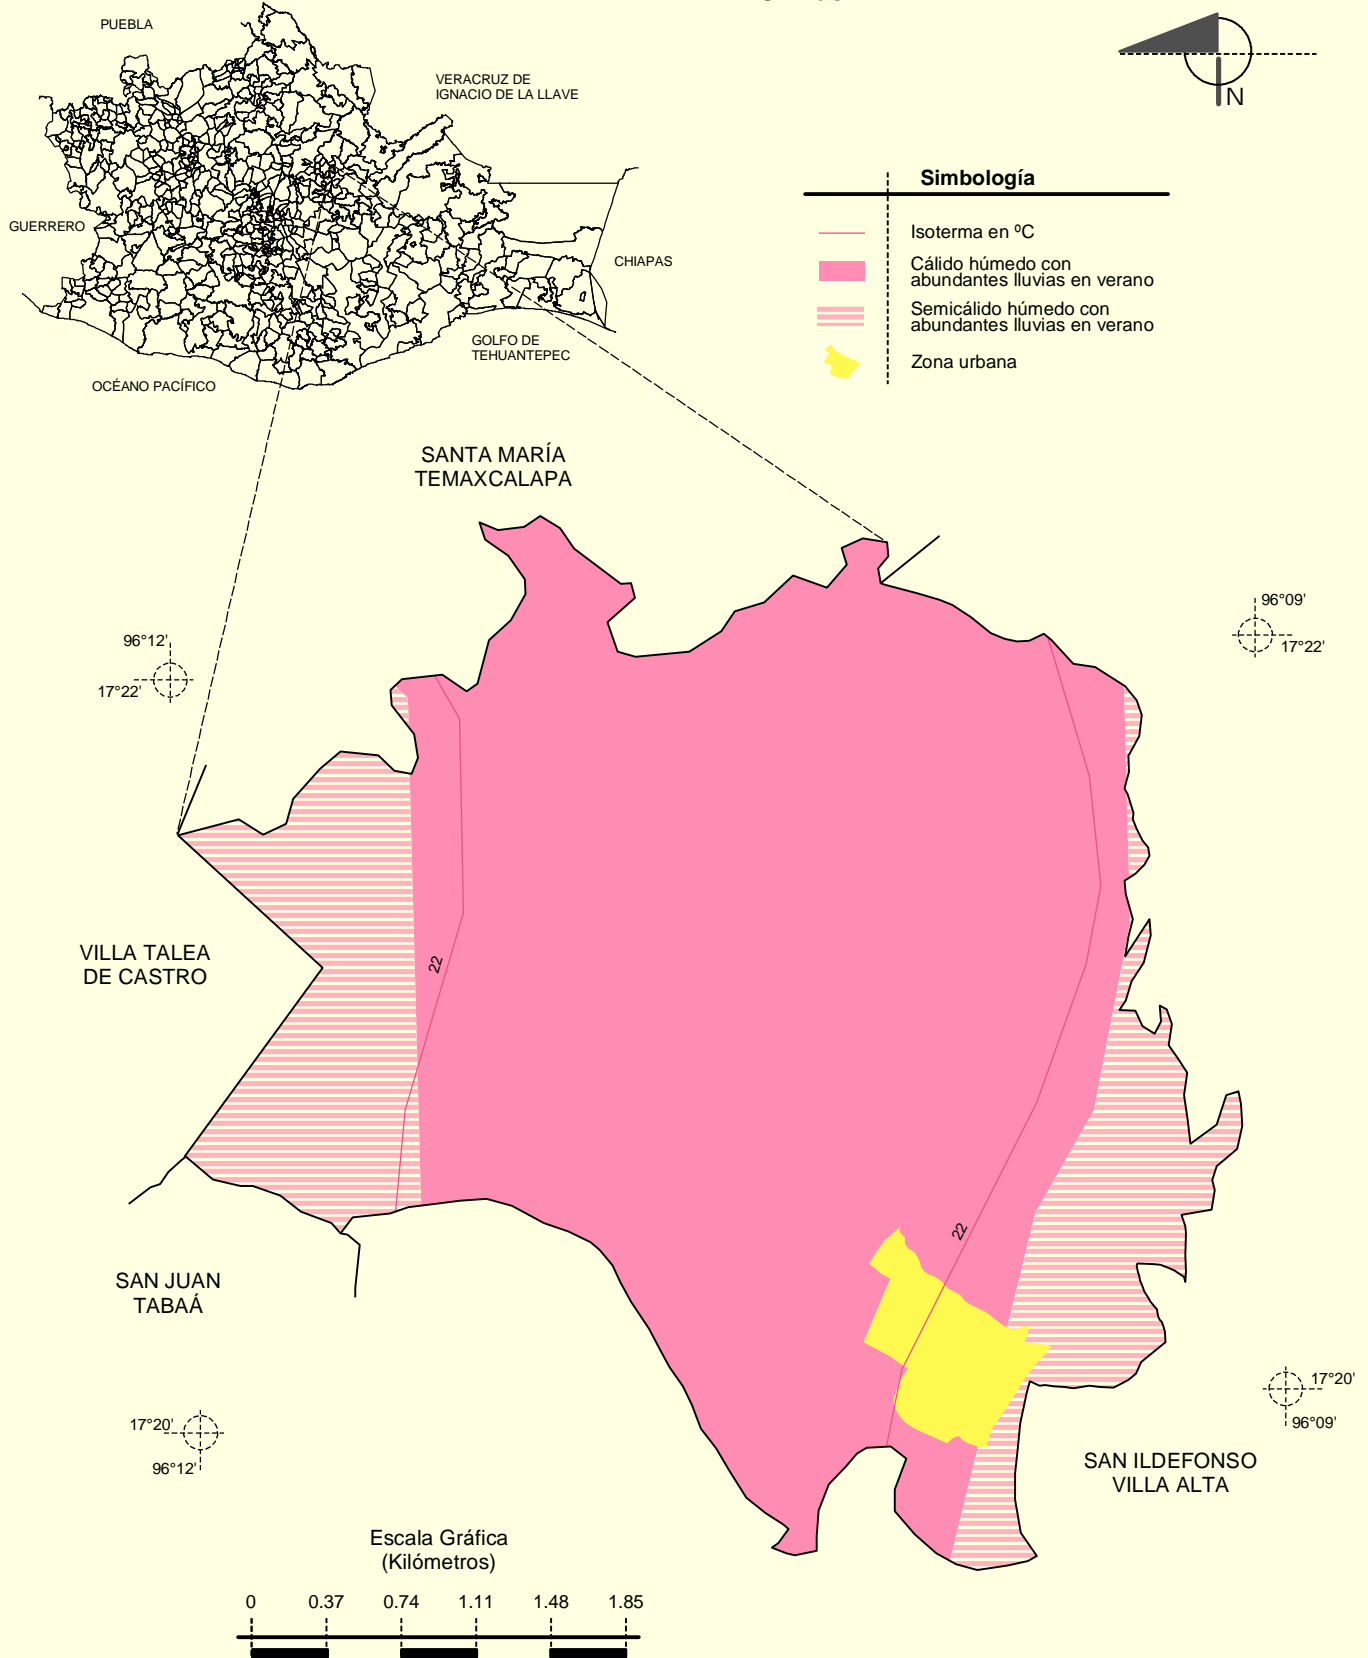 PUEBLA
VERACRUZ DE
IGNACIO DE LA LLAVE
N
GUERRERO
CHIAPAS
GOLFO DE
TEHUANTEPEC
OCÉANO PACÍFICO
Simbología
Isoterma en ºC
Cálido húmedo con
abundantes lluvias en verano
Semicálido húmedo con
abundantes lluvias en verano
Zona urbana
SANTA MARÍA
TEMAXCALAPA
96°12'
17°22'
96°09'
17°22'
VILLA TALEA
DE CASTRO
22
22
SAN JUAN
TABAÁ
17°20'
96°12'
17°20'
96°09'
SAN ILDEFONSO
VILLA ALTA
Escala Gráfica
(Kilómetros)
0 0.37 0.74 1.11 1.48 1.85